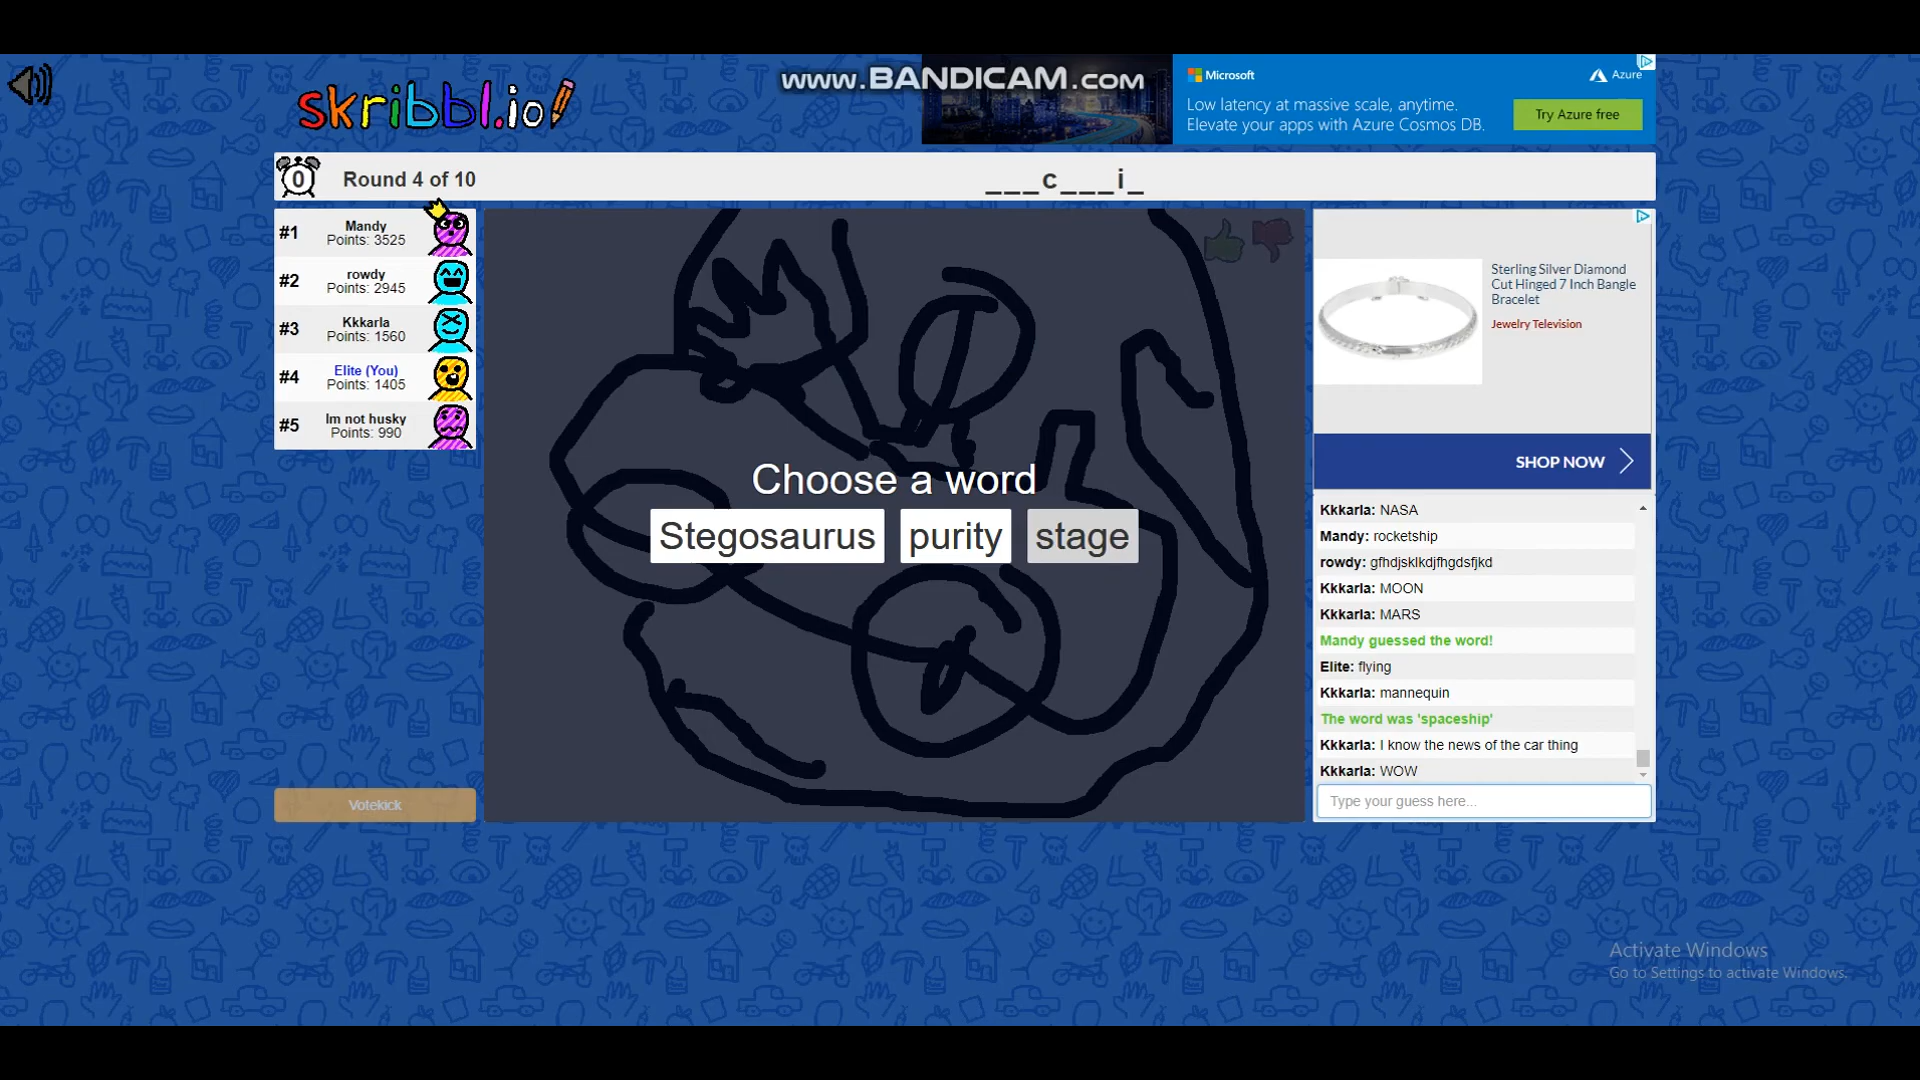 www.BANDICAM.com
Microsoft
Azure
Low latency at massive scale, anytime.
Elevate your apps with Azure Cosmos DB.
Try Azure free
skribbl.io
0
Round 4 of 10
___c___i_
#1
Mandy
Points: 3525
#2
rowdy
Points: 2945
#3
Kkkarla
Points: 1560
#4
Elite (You)
Points: 1405
#5
Im not husky
Points: 990
Votekick
Choose a word
Stegosaurus
purity
stage
Sterling Silver Diamond
Cut Hinged 7 Inch Bangle
Bracelet
Jewelry Television
SHOP NOW
Kkkarla: NASA
Mandy: rocketship
rowdy: gfhdjsklkdjfhgdsfjkd
Kkkarla: MOON
Kkkarla: MARS
Mandy guessed the word!
Elite: flying
Kkkarla: mannequin
The word was 'spaceship'
Kkkarla: I know the news of the car thing
Kkkarla: WOW
Type your guess here...
Activate Windows
Go to Settings to activate Windows.